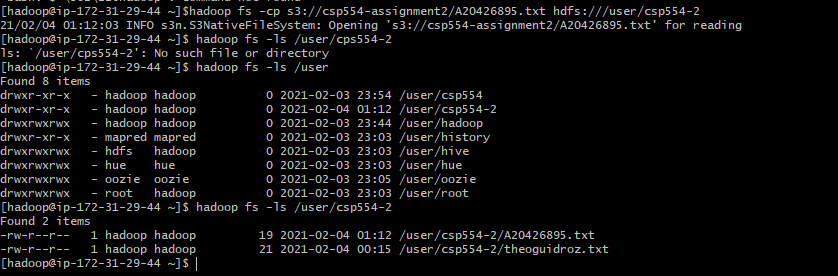 [hadoop@ip-172-31-29-44 ~]$hadoop fs -cp s3://csp554-assignment2/A20426895.txt hdfs:///user/csp554-2
21/02/04 01:12:03 INFO s3n.S3NativeFileSystem: Opening 's3://csp554-assignment2/A20426895.txt' for reading
[hadoop@ip-172-31-29-44 ~]$ hadoop fs -ls /user/cps554-2
ls: `/user/cps554-2': No such file or directory
[hadoop@ip-172-31-29-44 ~]$ hadoop fs -ls /user
Found 8 items
drwxr-xr-x   - hadoop hadoop          0 2021-02-03 23:54 /user/csp554
drwxr-xr-x   - hadoop hadoop          0 2021-02-04 01:12 /user/csp554-2
drwxrwxrwx   - hadoop hadoop          0 2021-02-03 23:44 /user/hadoop
drwxr-xr-x   - mapred mapred          0 2021-02-03 23:03 /user/history
drwxrwxrwx   - hdfs   hadoop          0 2021-02-03 23:03 /user/hive
drwxrwxrwx   - hue    hue             0 2021-02-03 23:03 /user/hue
drwxrwxrwx   - oozie  oozie           0 2021-02-03 23:05 /user/oozie
drwxrwxrwx   - root   hadoop          0 2021-02-03 23:03 /user/root
[hadoop@ip-172-31-29-44 ~]$ hadoop fs -ls /user/csp554-2
Found 2 items
-rw-r--r--   1 hadoop hadoop         19 2021-02-04 01:12 /user/csp554-2/A20426895.txt
-rw-r--r--   1 hadoop hadoop         21 2021-02-04 00:15 /user/csp554-2/theoguidroz.txt
[hadoop@ip-172-31-29-44 ~]$